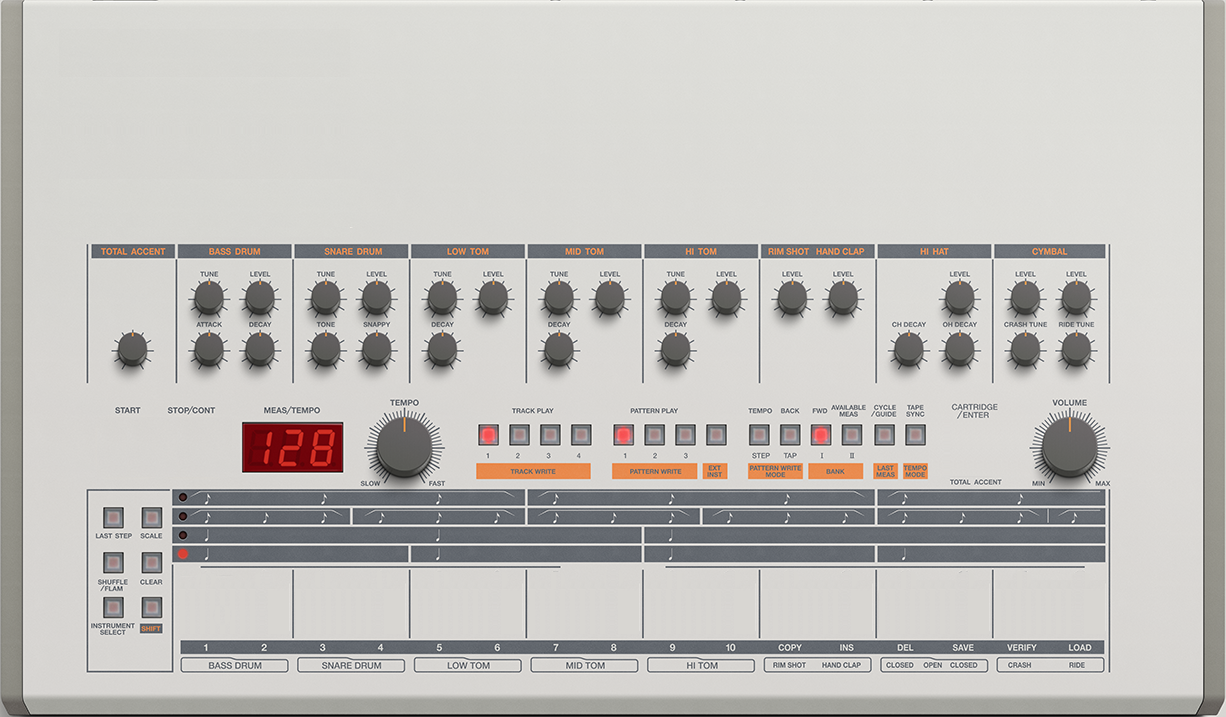 TOTAL ACCENT BASS DRUM SNARE DRUM LOW TOM MID TOM HI TOM RIM SHOT HAND CLAP HI HAT CYMBAL
TUNE LEVEL TUNE LEVEL TUNE LEVEL TUNE LEVEL TUNE LEVEL LEVEL LEVEL LEVEL LEVEL LEVEL
ATTACK DECAY TONE SNAPPY DECAY DECAY DECAY CH DECAY OH DECAY CRASH TUNE RIDE TUNE
START STOP/CONT MEAS/TEMPO TEMPO TRACK PLAY PATTERN PLAY TEMPO BACK FWD AVAILABLE MEAS CYCLE /GUIDE TAPE SYNC CARTRIDGE /ENTER VOLUME
128
1 2 3 4 1 2 3 STEP TAP I II
TRACK WRITE PATTERN WRITE EXT INST PATTERN WRITE MODE BANK LAST MEAS TEMPO MODE
SLOW FAST TOTAL ACCENT MIN MAX
LAST STEP SCALE
SHUFFLE /FLAM CLEAR
INSTRUMENT SELECT SHIFT
1 2 3 4 5 6 7 8 9 10 COPY INS DEL SAVE VERIFY LOAD
BASS DRUM SNARE DRUM LOW TOM MID TOM HI TOM RIM SHOT HAND CLAP CLOSED OPEN CLOSED CRASH RIDE